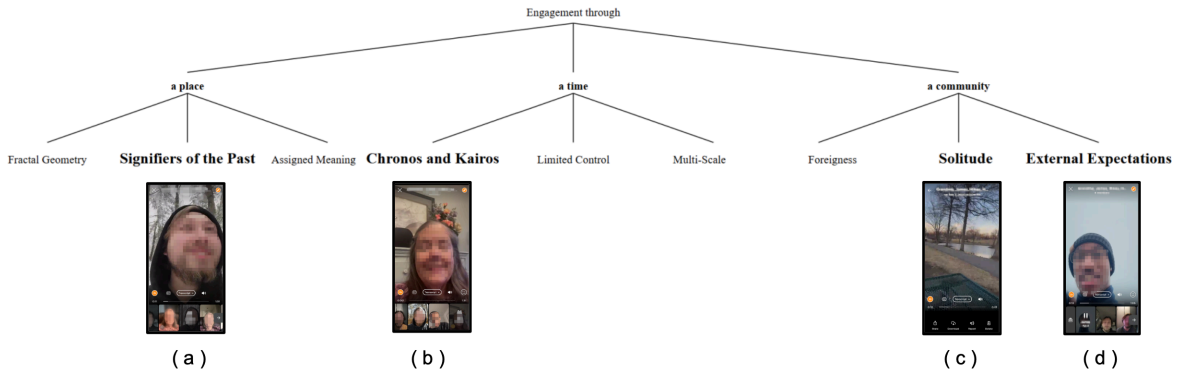 Engagement through
a place
a time
a community
Fractal Geometry
Signifiers of the Past
Assigned Meaning
Chronos and Kairos
Limited Control
Multi-Scale
Foreignness
Solitude
External Expectations
( a )
( b )
( c )
( d )